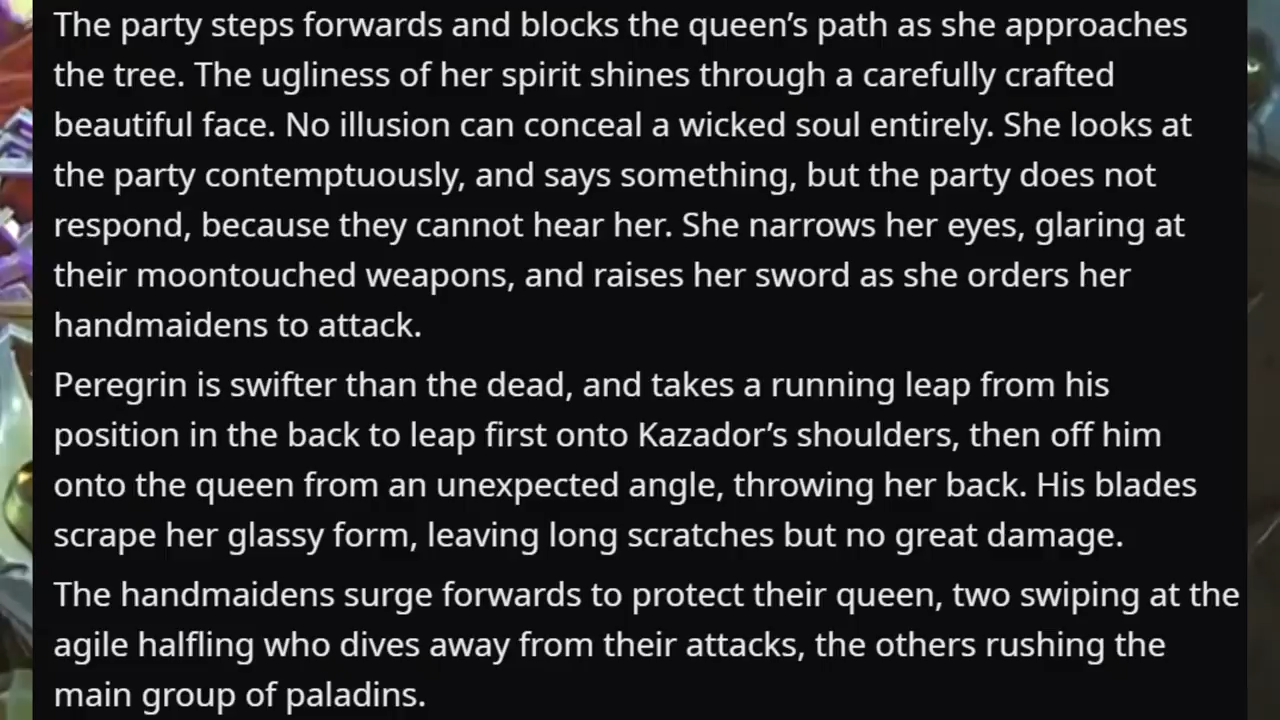 The party steps forwards and blocks the queen’s path as she approaches
the tree. The ugliness of her spirit shines through a carefully crafted
beautiful face. No illusion can conceal a wicked soul entirely. She looks at
the party contemptuously, and says something, but the party does not
respond, because they cannot hear her. She narrows her eyes, glaring at
their moontouched weapons, and raises her sword as she orders her
handmaidens to attack.
Peregrin is swifter than the dead, and takes a running leap from his
position in the back to leap first onto Kazador’s shoulders, then off him
onto the queen from an unexpected angle, throwing her back. His blades
scrape her glassy form, leaving long scratches but no great damage.
The handmaidens surge forwards to protect their queen, two swiping at the
agile halfling who dives away from their attacks, the others rushing the
main group of paladins.